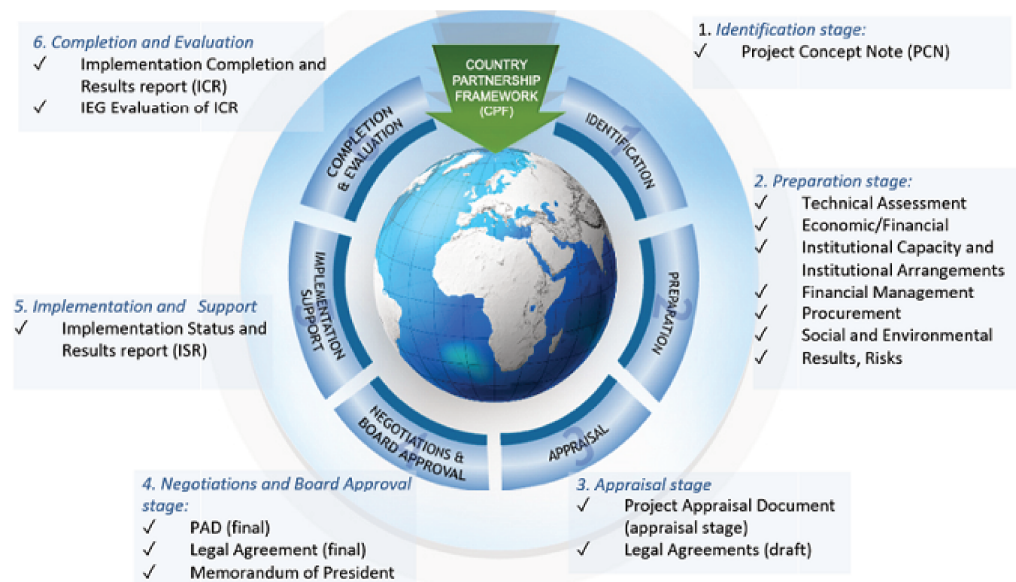 6. Completion and Evaluation
✓ Implementation Completion and
Results report (ICR)
✓ IEG Evaluation of ICR
COUNTRY
PARTNERSHIP
FRAMEWORK
(CPF)
1. Identification stage:
✓ Project Concept Note (PCN)
COMPLETION
& EVALUATION
1
IDENTIFICATION
2. Preparation stage:
✓ Technical Assessment
✓ Economic/Financial
✓ Institutional Capacity and
Institutional Arrangements
✓ Financial Management
✓ Procurement
✓ Social and Environmental
✓ Results, Risks
2
PREPARATION
IMPLEMENTATION
SUPPORT
5. Implementation and Support
✓ Implementation Status and
Results report (ISR)
NEGOTIATIONS &
BOARD APPROVAL
3
APPRAISAL
4. Negotiations and Board Approval
stage:
✓ PAD (final)
✓ Legal Agreement (final)
✓ Memorandum of President
3. Appraisal stage
✓ Project Appraisal Document
(appraisal stage)
✓ Legal Agreements (draft)